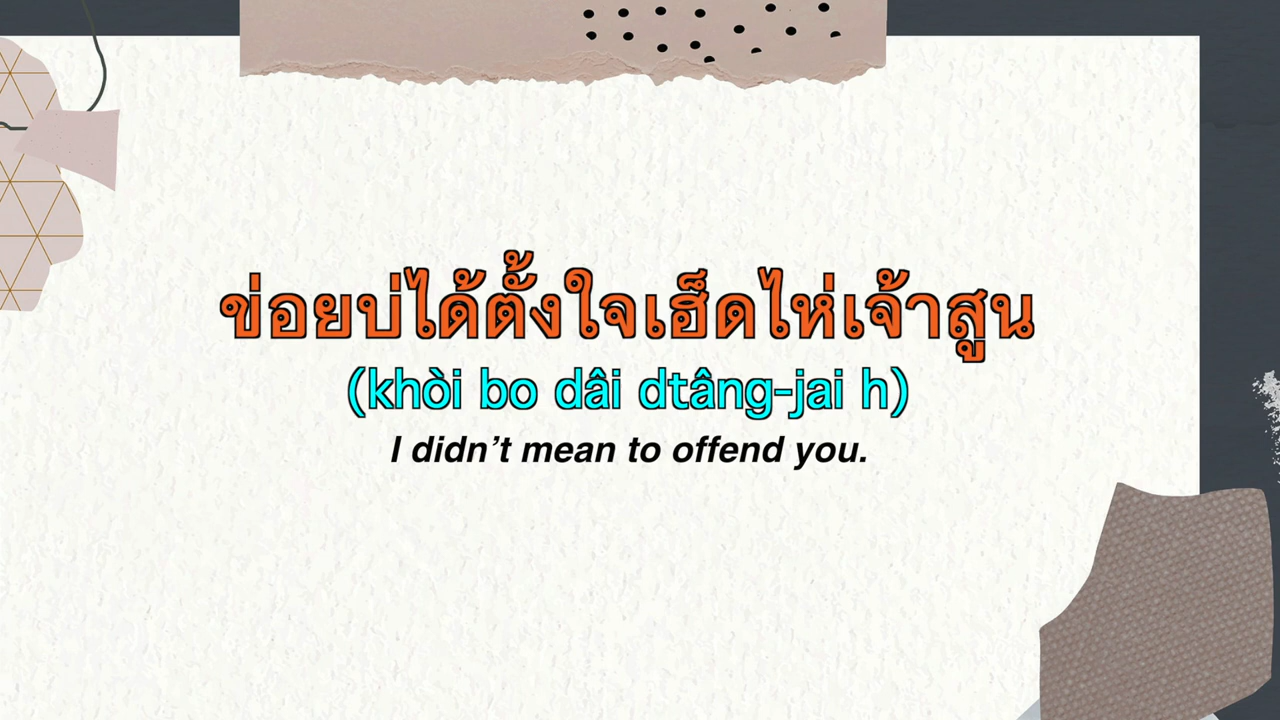 ข่อยบ่ได้ตั้งใจเฮ็ดไห่เจ้าสูน
(khòi bo dâi dtâng-jai h)
I didn’t mean to offend you.